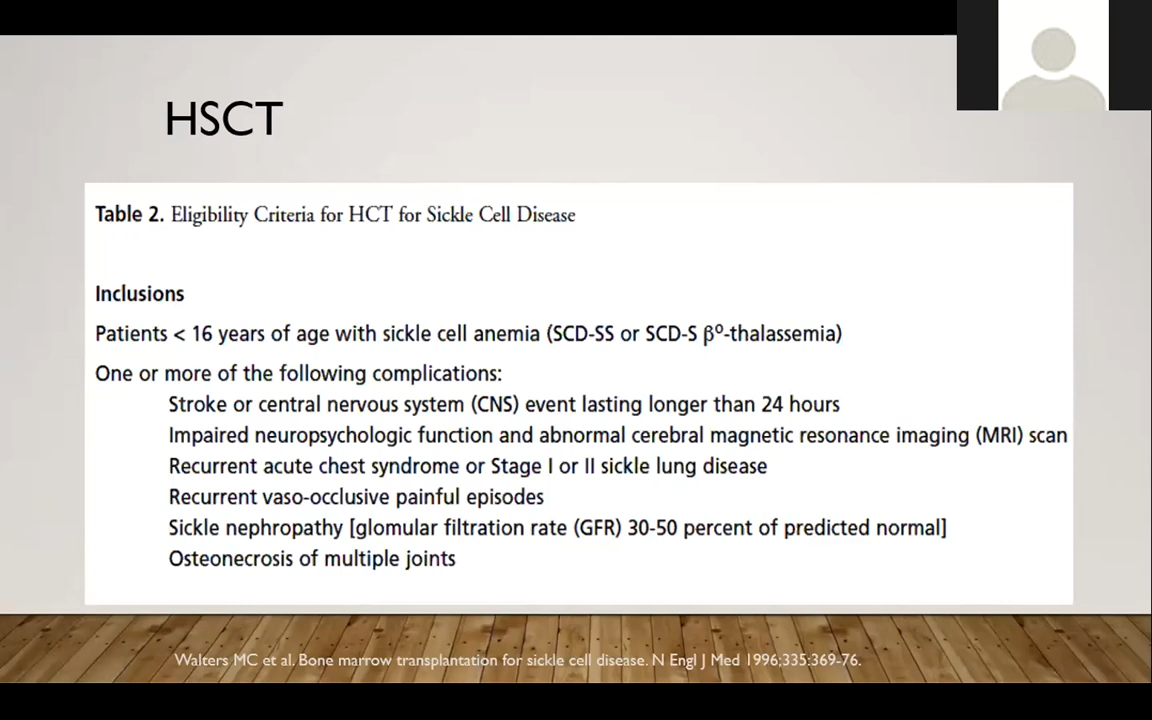 HSCT
Table 2. Eligibility Criteria for HCT for Sickle Cell Disease
Inclusions
Patients < 16 years of age with sickle cell anemia (SCD-SS or SCD-S β⁰-thalassemia)
One or more of the following complications:
Stroke or central nervous system (CNS) event lasting longer than 24 hours
Impaired neuropsychologic function and abnormal cerebral magnetic resonance imaging (MRI) scan
Recurrent acute chest syndrome or Stage I or II sickle lung disease
Recurrent vaso-occlusive painful episodes
Sickle nephropathy [glomular filtration rate (GFR) 30-50 percent of predicted normal]
Osteonecrosis of multiple joints
Walters MC et al. Bone marrow transplantation for sickle cell disease. N Engl J Med 1996;335:369-76.